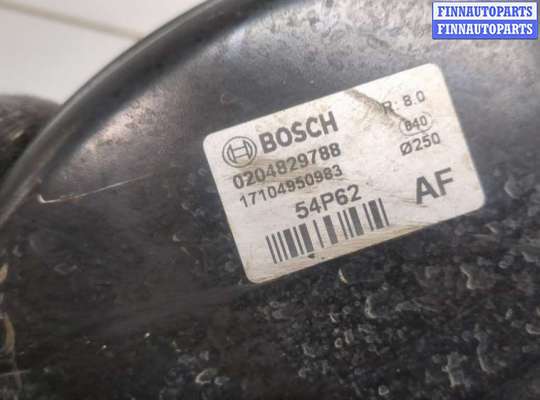 FINNAUTOPARTS
FINNAUTOPARTS
BOSCH
R: 8.0
0204829788
840
17104950983
Ø250
54P62
AF